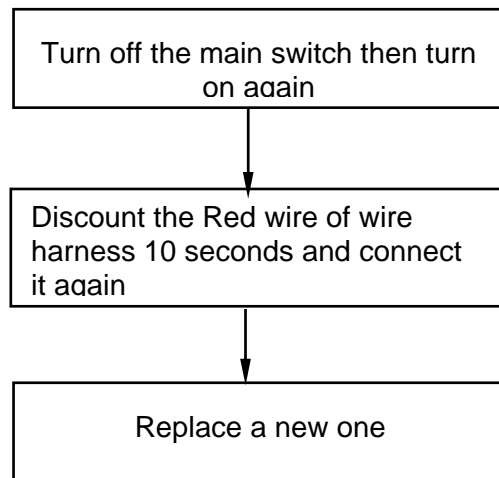 Turn off the main switch then turn
on again
Discount the Red wire of wire
harness 10 seconds and connect
it again
Replace a new one